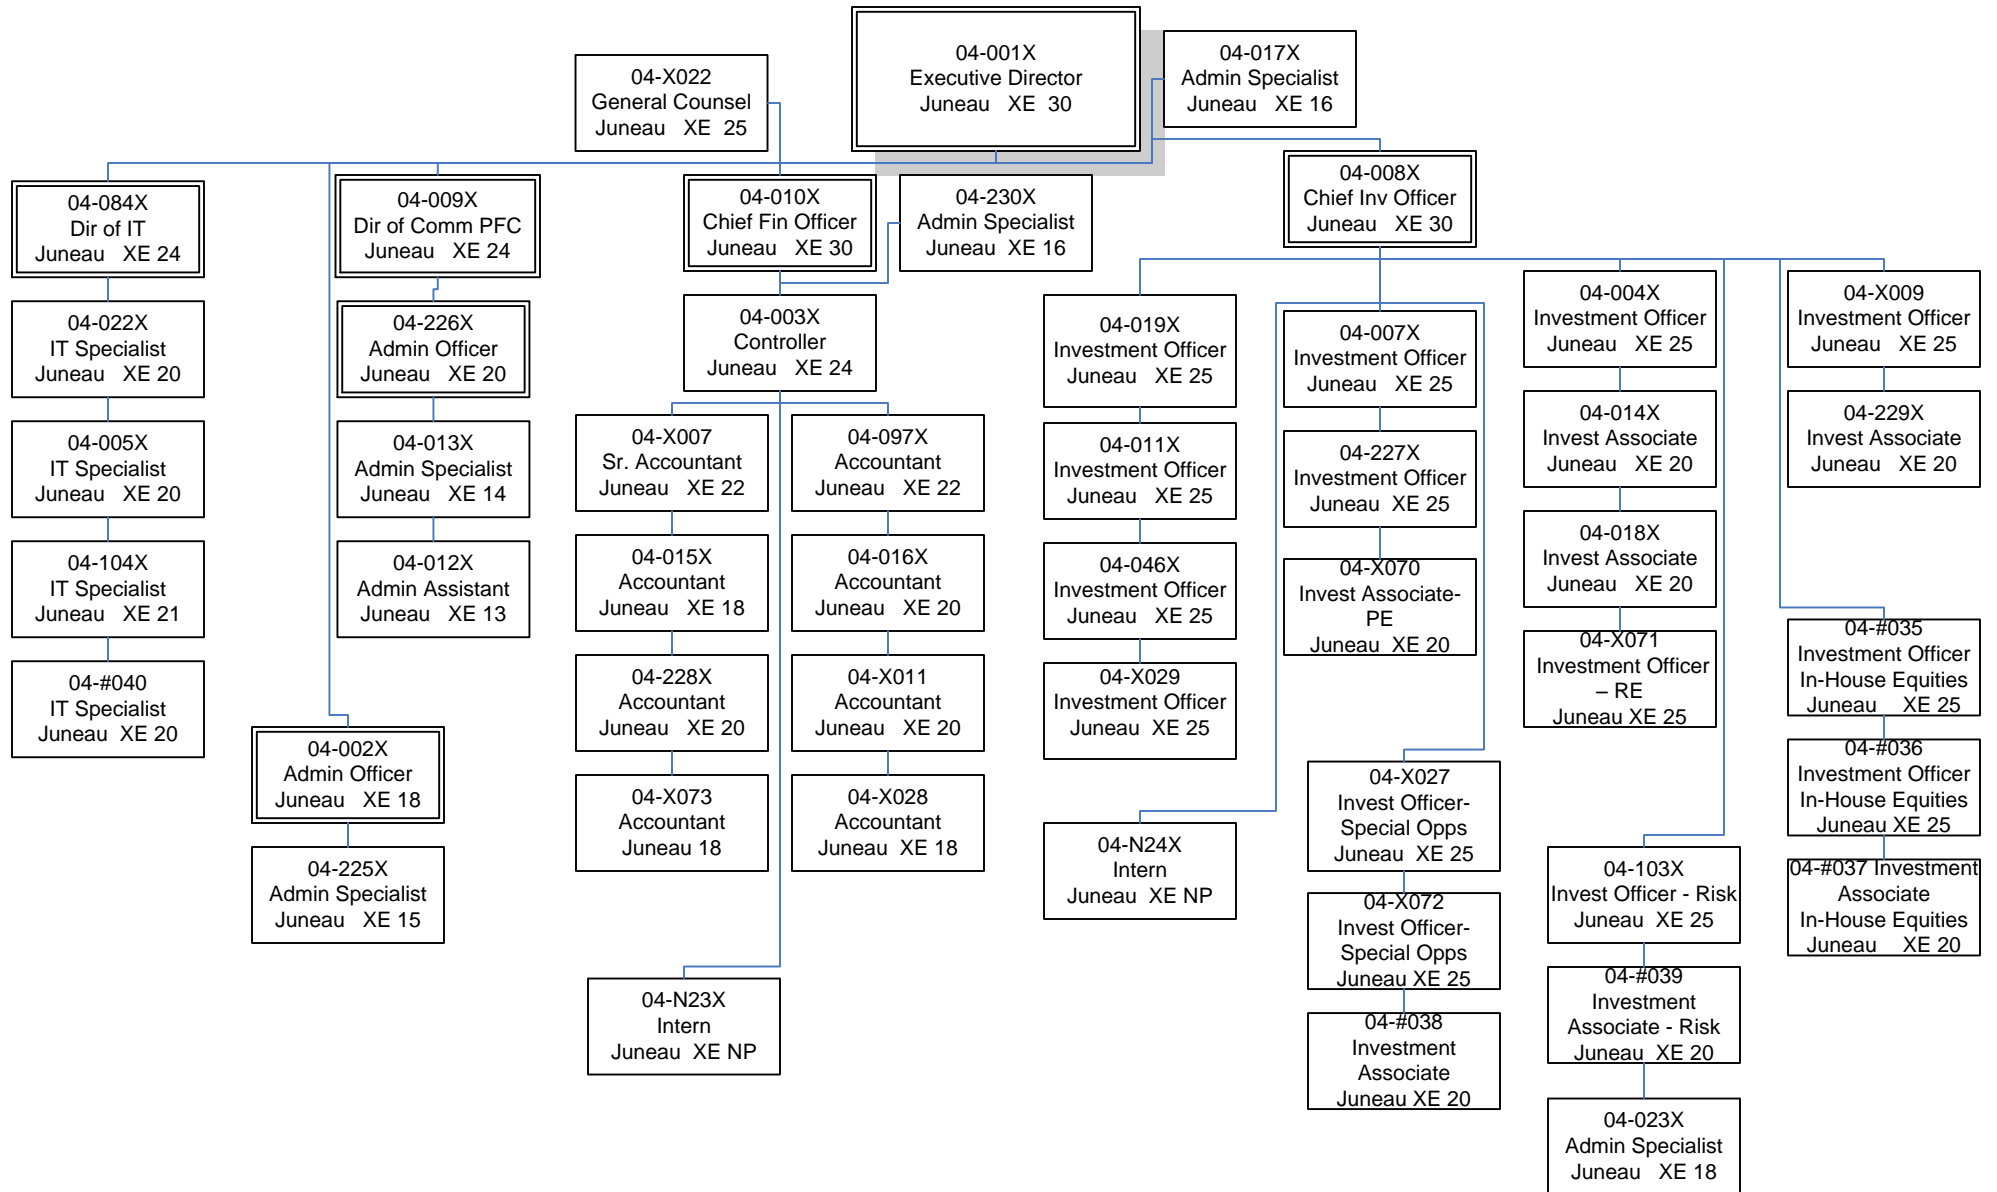 04-001X
Executive Director
Juneau XE 30
04-017X
Admin Specialist
Juneau XE 16
04-X022
General Counsel
Juneau XE 25
04-008X
Chief Inv Officer
Juneau XE 30
04-084X
Dir of IT
Juneau XE 24
04-009X
Dir of Comm PFC
Juneau XE 24
04-010X
Chief Fin Officer
Juneau XE 30
04-230X
Admin Specialist
Juneau XE 16
04-022X
IT Specialist
Juneau XE 20
04-005X
IT Specialist
Juneau XE 20
04-104X
IT Specialist
Juneau XE 21
04-#040
IT Specialist
Juneau XE 20
04-226X
Admin Officer
Juneau XE 20
04-013X
Admin Specialist
Juneau XE 14
04-012X
Admin Assistant
Juneau XE 13
04-002X
Admin Officer
Juneau XE 18
04-225X
Admin Specialist
Juneau XE 15
04-003X
Controller
Juneau XE 24
04-X007
Sr. Accountant
Juneau XE 22
04-015X
Accountant
Juneau XE 18
04-228X
Accountant
Juneau XE 20
04-X073
Accountant
Juneau 18
04-097X
Accountant
Juneau XE 22
04-016X
Accountant
Juneau XE 20
04-X011
Accountant
Juneau XE 20
04-X028
Accountant
Juneau XE 18
04-N23X
Intern
Juneau XE NP
04-019X
Investment Officer
Juneau XE 25
04-011X
Investment Officer
Juneau XE 25
04-046X
Investment Officer
Juneau XE 25
04-X029
Investment Officer
Juneau XE 25
04-N24X
Intern
Juneau XE NP
04-007X
Investment Officer
Juneau XE 25
04-227X
Investment Officer
Juneau XE 25
04-X070
Invest Associate-
PE
Juneau XE 20
04-X027
Invest Officer-
Special Opps
Juneau XE 25
04-X072
Invest Officer-
Special Opps
Juneau XE 25
04-#038
Investment
Associate
Juneau XE 20
04-004X
Investment Officer
Juneau XE 25
04-014X
Invest Associate
Juneau XE 20
04-018X
Invest Associate
Juneau XE 20
04-X071
Investment Officer
– RE
Juneau XE 25
04-103X
Invest Officer - Risk
Juneau XE 25
04-#039
Investment
Associate - Risk
Juneau XE 20
04-023X
Admin Specialist
Juneau XE 18
04-X009
Investment Officer
Juneau XE 25
04-229X
Invest Associate
Juneau XE 20
04-#035
Investment Officer
In-House Equities
Juneau XE 25
04-#036
Investment Officer
In-House Equities
Juneau XE 25
04-#037 Investment
Associate
In-House Equities
Juneau XE 20